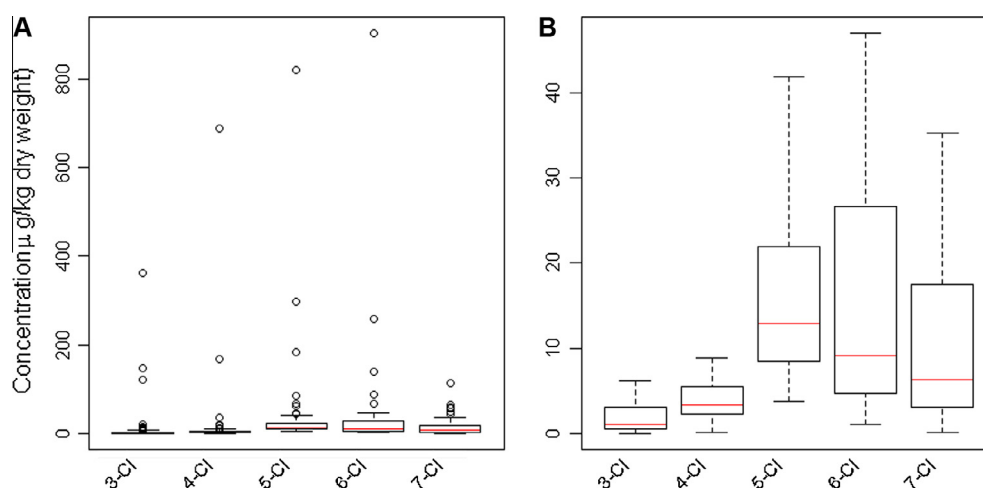 A
Concentration μ g/kg dry weight)
800
600
400
200
0
3-Cl
4-Cl
5-Cl
6-Cl
7-Cl
B
40
30
20
10
0
3-Cl
4-Cl
5-Cl
6-Cl
7-Cl